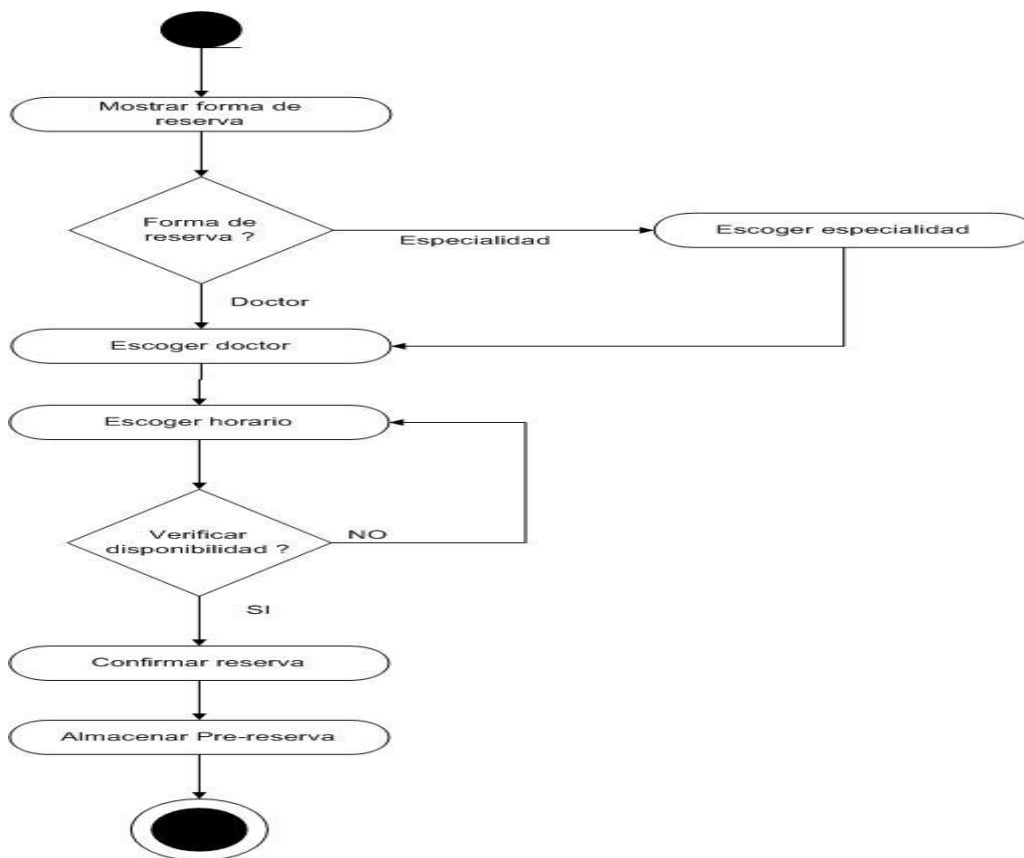 Mostrar forma de
reserva
Forma de
reserva ?
Especialidad
Escoger especialidad
Doctor
Escoger doctor
Escoger horario
Verificar
disponibilidad ?
NO
SI
Confirmar reserva
Almacenar Pre-reserva